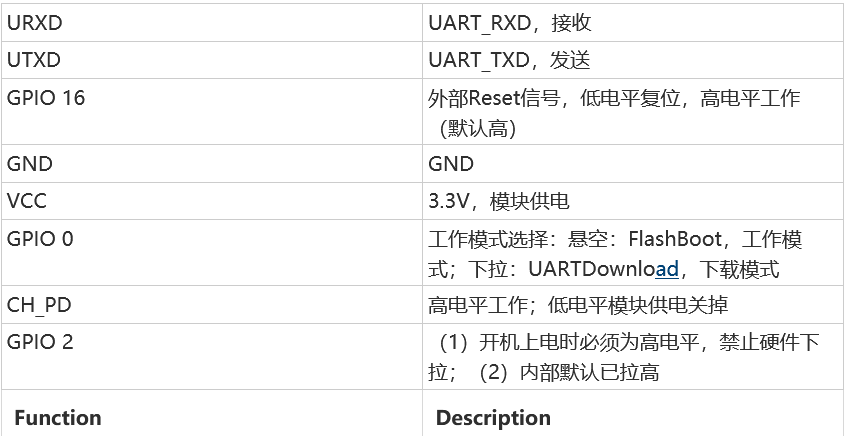 URXD UART_RXD，接收
UTXD UART_TXD，发送
GPIO 16 外部Reset信号，低电平复位，高电平工作
（默认高）
GND GND
VCC 3.3V，模块供电
GPIO 0 工作模式选择：悬空：FlashBoot，工作模
式；下拉：UARTDownload，下载模式
CH_PD 高电平工作；低电平模块供电关掉
GPIO 2 （1）开机上电时必须为高电平，禁止硬件下
拉；（2）内部默认已拉高
Function Description